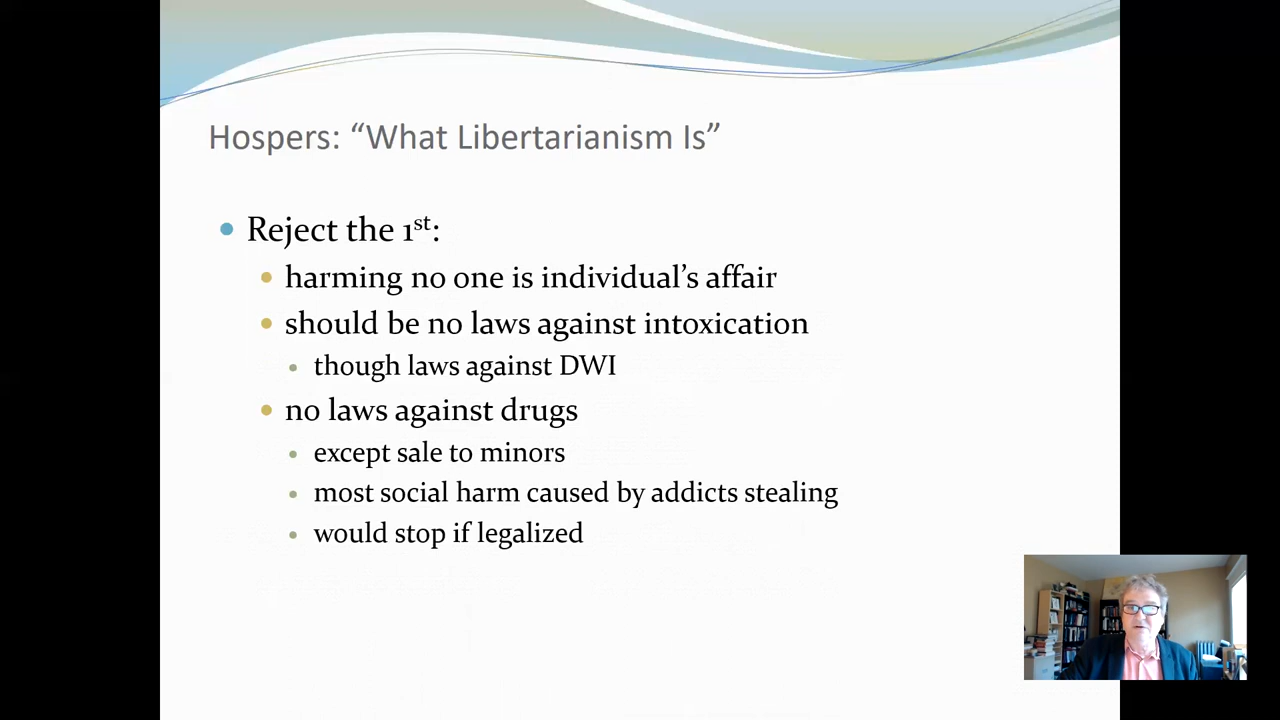 Hospers: “What Libertarianism Is”
Reject the 1st:
harming no one is individual’s affair
should be no laws against intoxication
though laws against DWI
no laws against drugs
except sale to minors
most social harm caused by addicts stealing
would stop if legalized